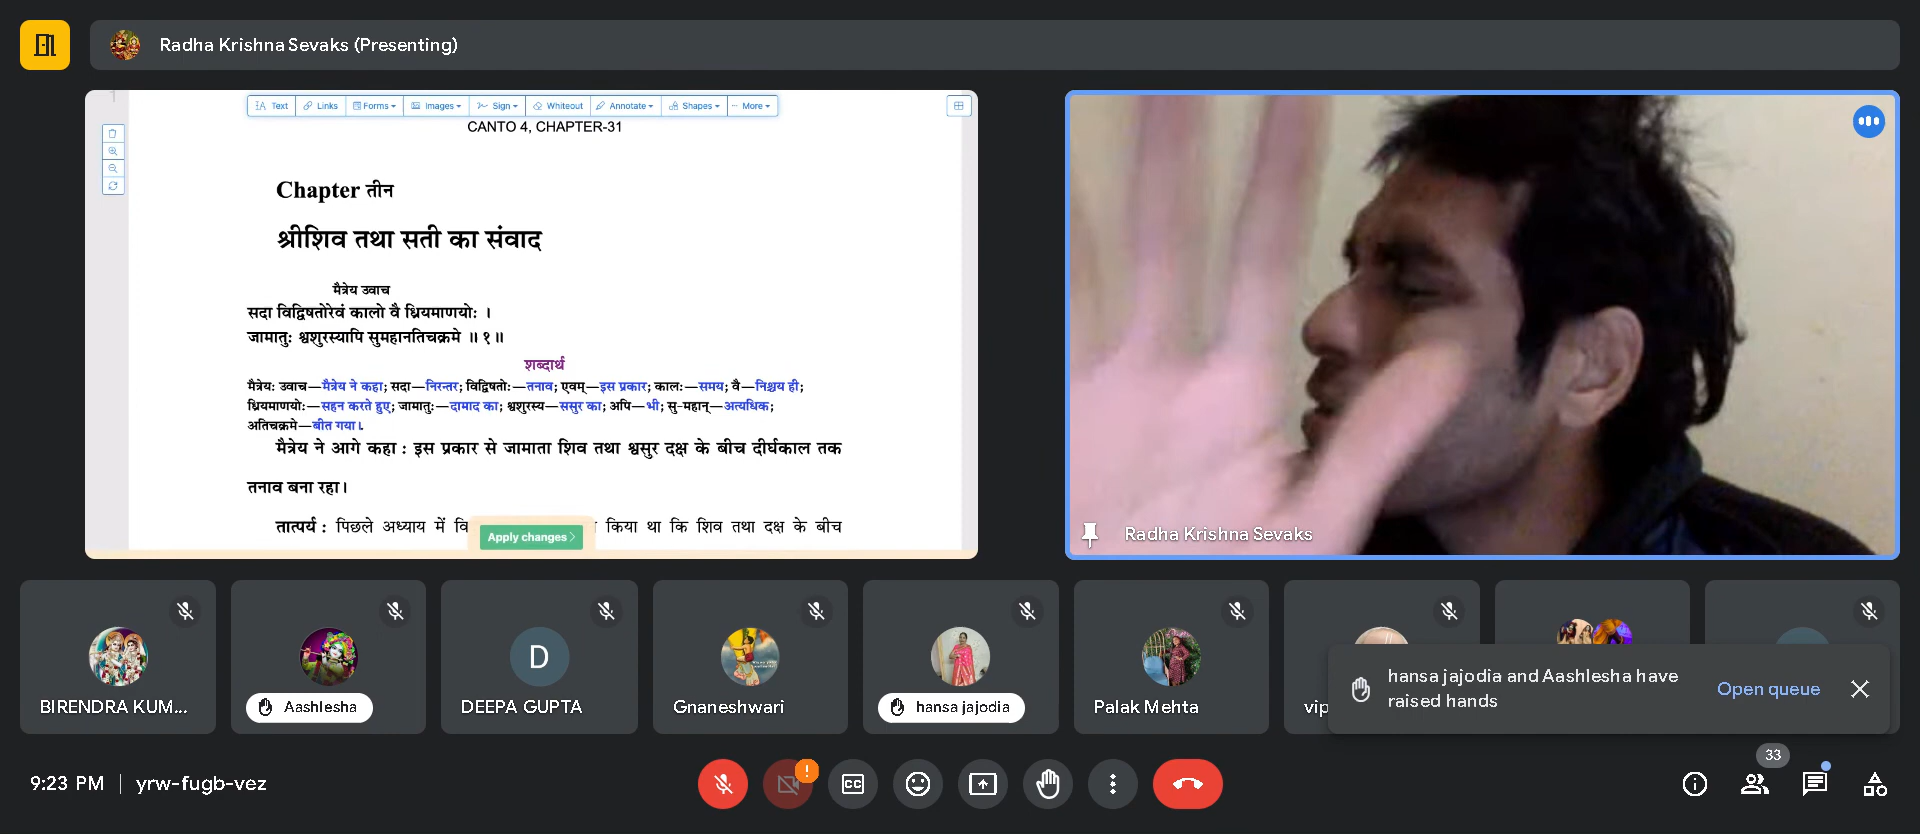 Radha Krishna Sevaks (Presenting)
Text Links Forms Images Sign Whiteout Annotate Shapes More
CANTO 4, CHAPTER-31
Chapter तीन
श्रीशिव तथा सती का संवाद
मैत्रेय उवाच
सदा विद्विषतोरेवं कालो वै ध्रियमाणयोः ।
जामातुः श्वशुरस्यापि सुमहानतिचक्रमे ॥ १ ॥
शब्दार्थ
मैत्रेयः उवाच—मैत्रेय ने कहा; सदा—निरन्तर; विद्विषतोः—तनाव; एवम्—इस प्रकार; कालः—समय; वै—निश्चय ही;
ध्रियमाणयोः—सहन करते हुए; जामातुः—दामाद का; श्वशुरस्य—ससुर का; अपि—भी; सु-महान्—अत्यधिक;
अतिचक्रमे—बीत गया।
मैत्रेय ने आगे कहा : इस प्रकार से जामाता शिव तथा श्वसुर दक्ष के बीच दीर्घकाल तक
तनाव बना रहा।
तात्पर्य : पिछले अध्याय में वि किया था कि शिव तथा दक्ष के बीच
Apply changes
Radha Krishna Sevaks
BIRENDRA KUM...
Aashlesha
DEEPA GUPTA
D
Gnaneshwari
hansa jajodia
Palak Mehta
vip
hansa jajodia and Aashlesha have
raised hands
Open queue
9:23 PM | yrw-fugb-vez
CC
33